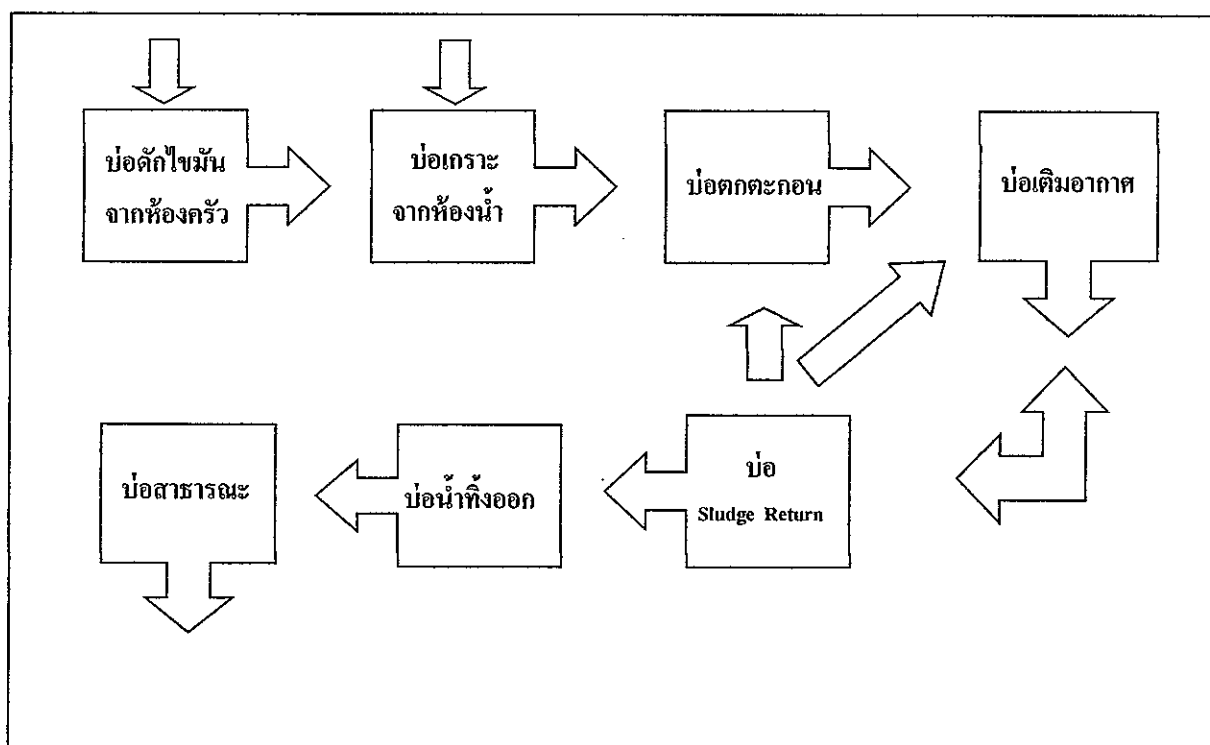 บ่อดักไขมัน
จากห้องครัว
บ่อเกราะ
จากห้องน้ำ
บ่อตกตะกอน
บ่อเติมอากาศ
บ่อสาธารณะ
บ่อน้ำทิ้งออก
บ่อ
Sludge Return